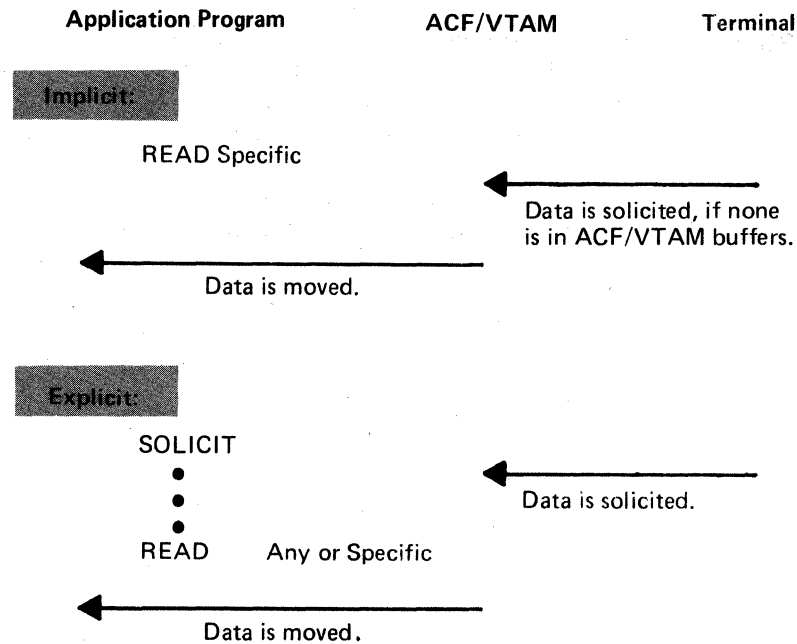 Application Program ACF/VTAM Terminal
Implicit:
READ Specific
Data is solicited, if none
is in ACF/VTAM buffers.
Data is moved.
Explicit:
SOLICIT
Data is solicited.
READ Any or Specific
Data is moved.